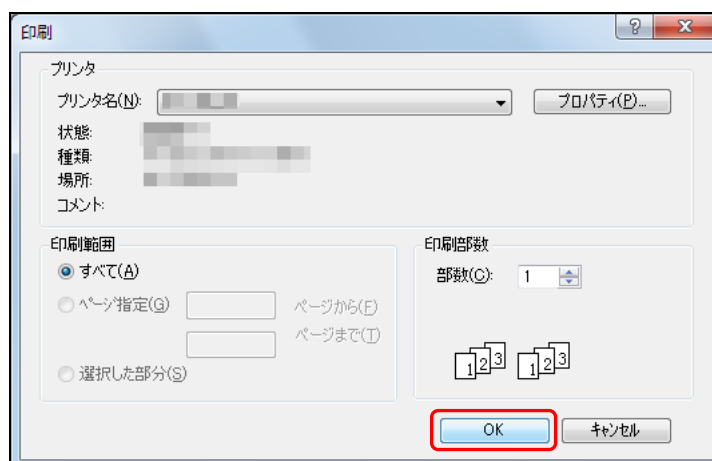 印刷
プリンタ
プリンタ名(N):
プロパティ(P)...
状態:
種類:
場所:
コメント:
印刷範囲
すべて(A)
ページ指定(G)
ページから(F)
ページまで(T)
選択した部分(S)
印刷部数
部数(C): 1
1 2 3 1 2 3
OK
キャンセル